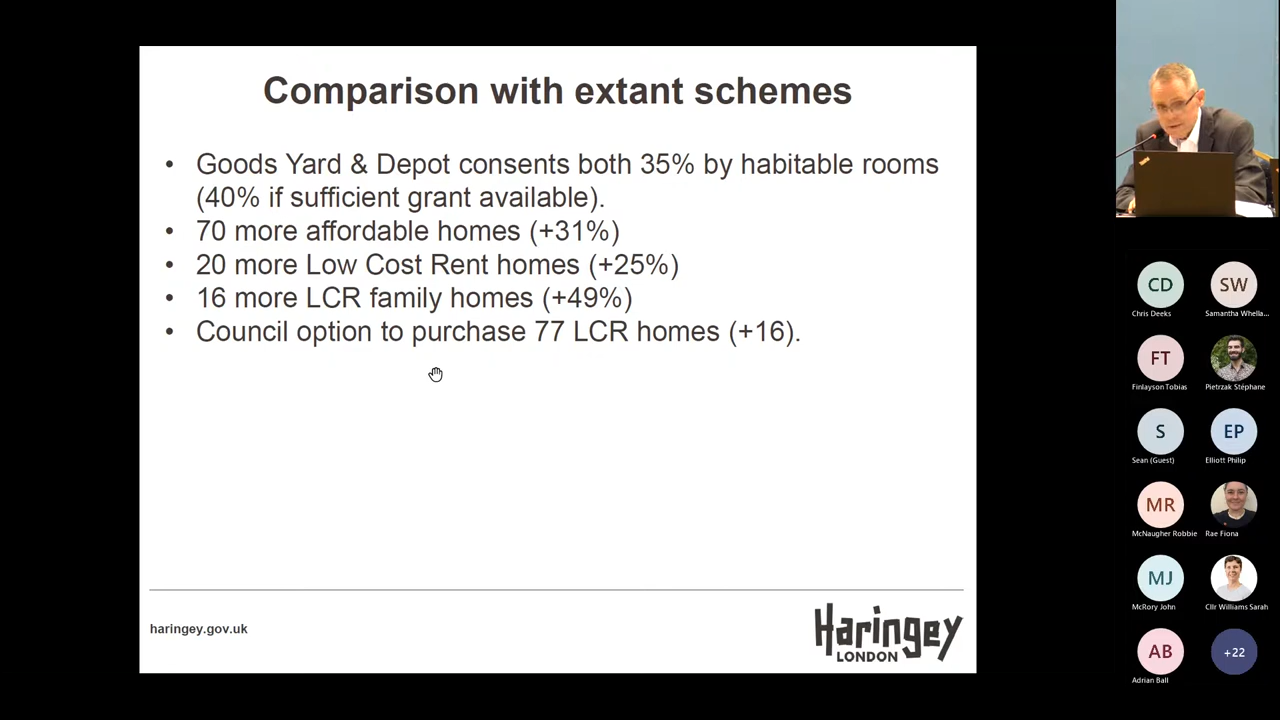 Comparison with extant schemes
• Goods Yard & Depot consents both 35% by habitable rooms
(40% if sufficient grant available).
• 70 more affordable homes (+31%)
• 20 more Low Cost Rent homes (+25%)
• 16 more LCR family homes (+49%)
• Council option to purchase 77 LCR homes (+16).
haringey.gov.uk
Haringey
LONDON
CD
Chris Deeks
SW
Samantha Whella...
FT
Finlayson Tobias
Pietrzak Stéphane
S
Sean (Guest)
EP
Elliott Philip
MR
McNaugher Robbie
Rae Fiona
MJ
McRory John
Cllr Williams Sarah
AB
Adrian Ball
+22